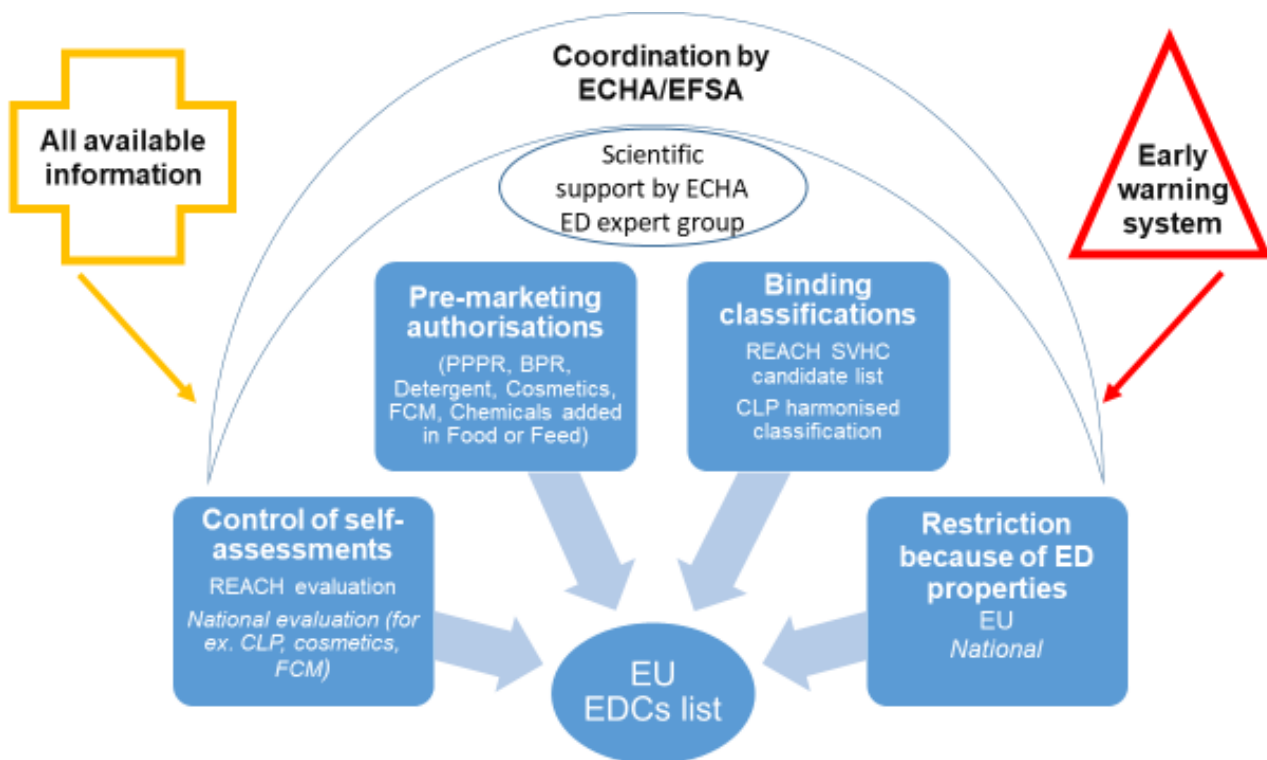 Coordination by
ECHA/EFSA
All available
information
Early
warning
system
Scientific
support by ECHA
ED expert group
Pre-marketing
authorisations
(PPPR, BPR,
Detergent, Cosmetics,
FCM, Chemicals added
in Food or Feed)
Binding
classifications
REACH SVHC
candidate list
CLP harmonised
classification
Control of self-
assessments
REACH evaluation
National evaluation (for
ex. CLP, cosmetics,
FCM)
Restriction
because of ED
properties
EU
National
EU
EDCs list